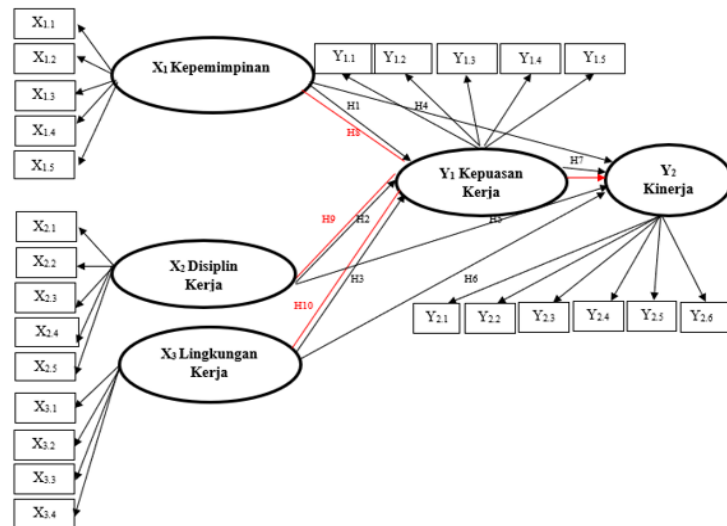 X1.1
X1.2
X1.3
X1.4
X1.5
X1 Kepemimpinan
Y1.1
Y1.2
Y1.3
Y1.4
Y1.5
H1
H4
H8
H7
Y1 Kepuasan
Kerja
Y2
Kinerja
X2.1
X2.2
X2.3
X2.4
X2.5
X2 Disiplin
Kerja
H9
H2
H5
H3
H10
H6
X3 Lingkungan
Kerja
Y2.1
Y2.2
Y2.3
Y2.4
Y2.5
Y2.6
X3.1
X3.2
X3.3
X3.4